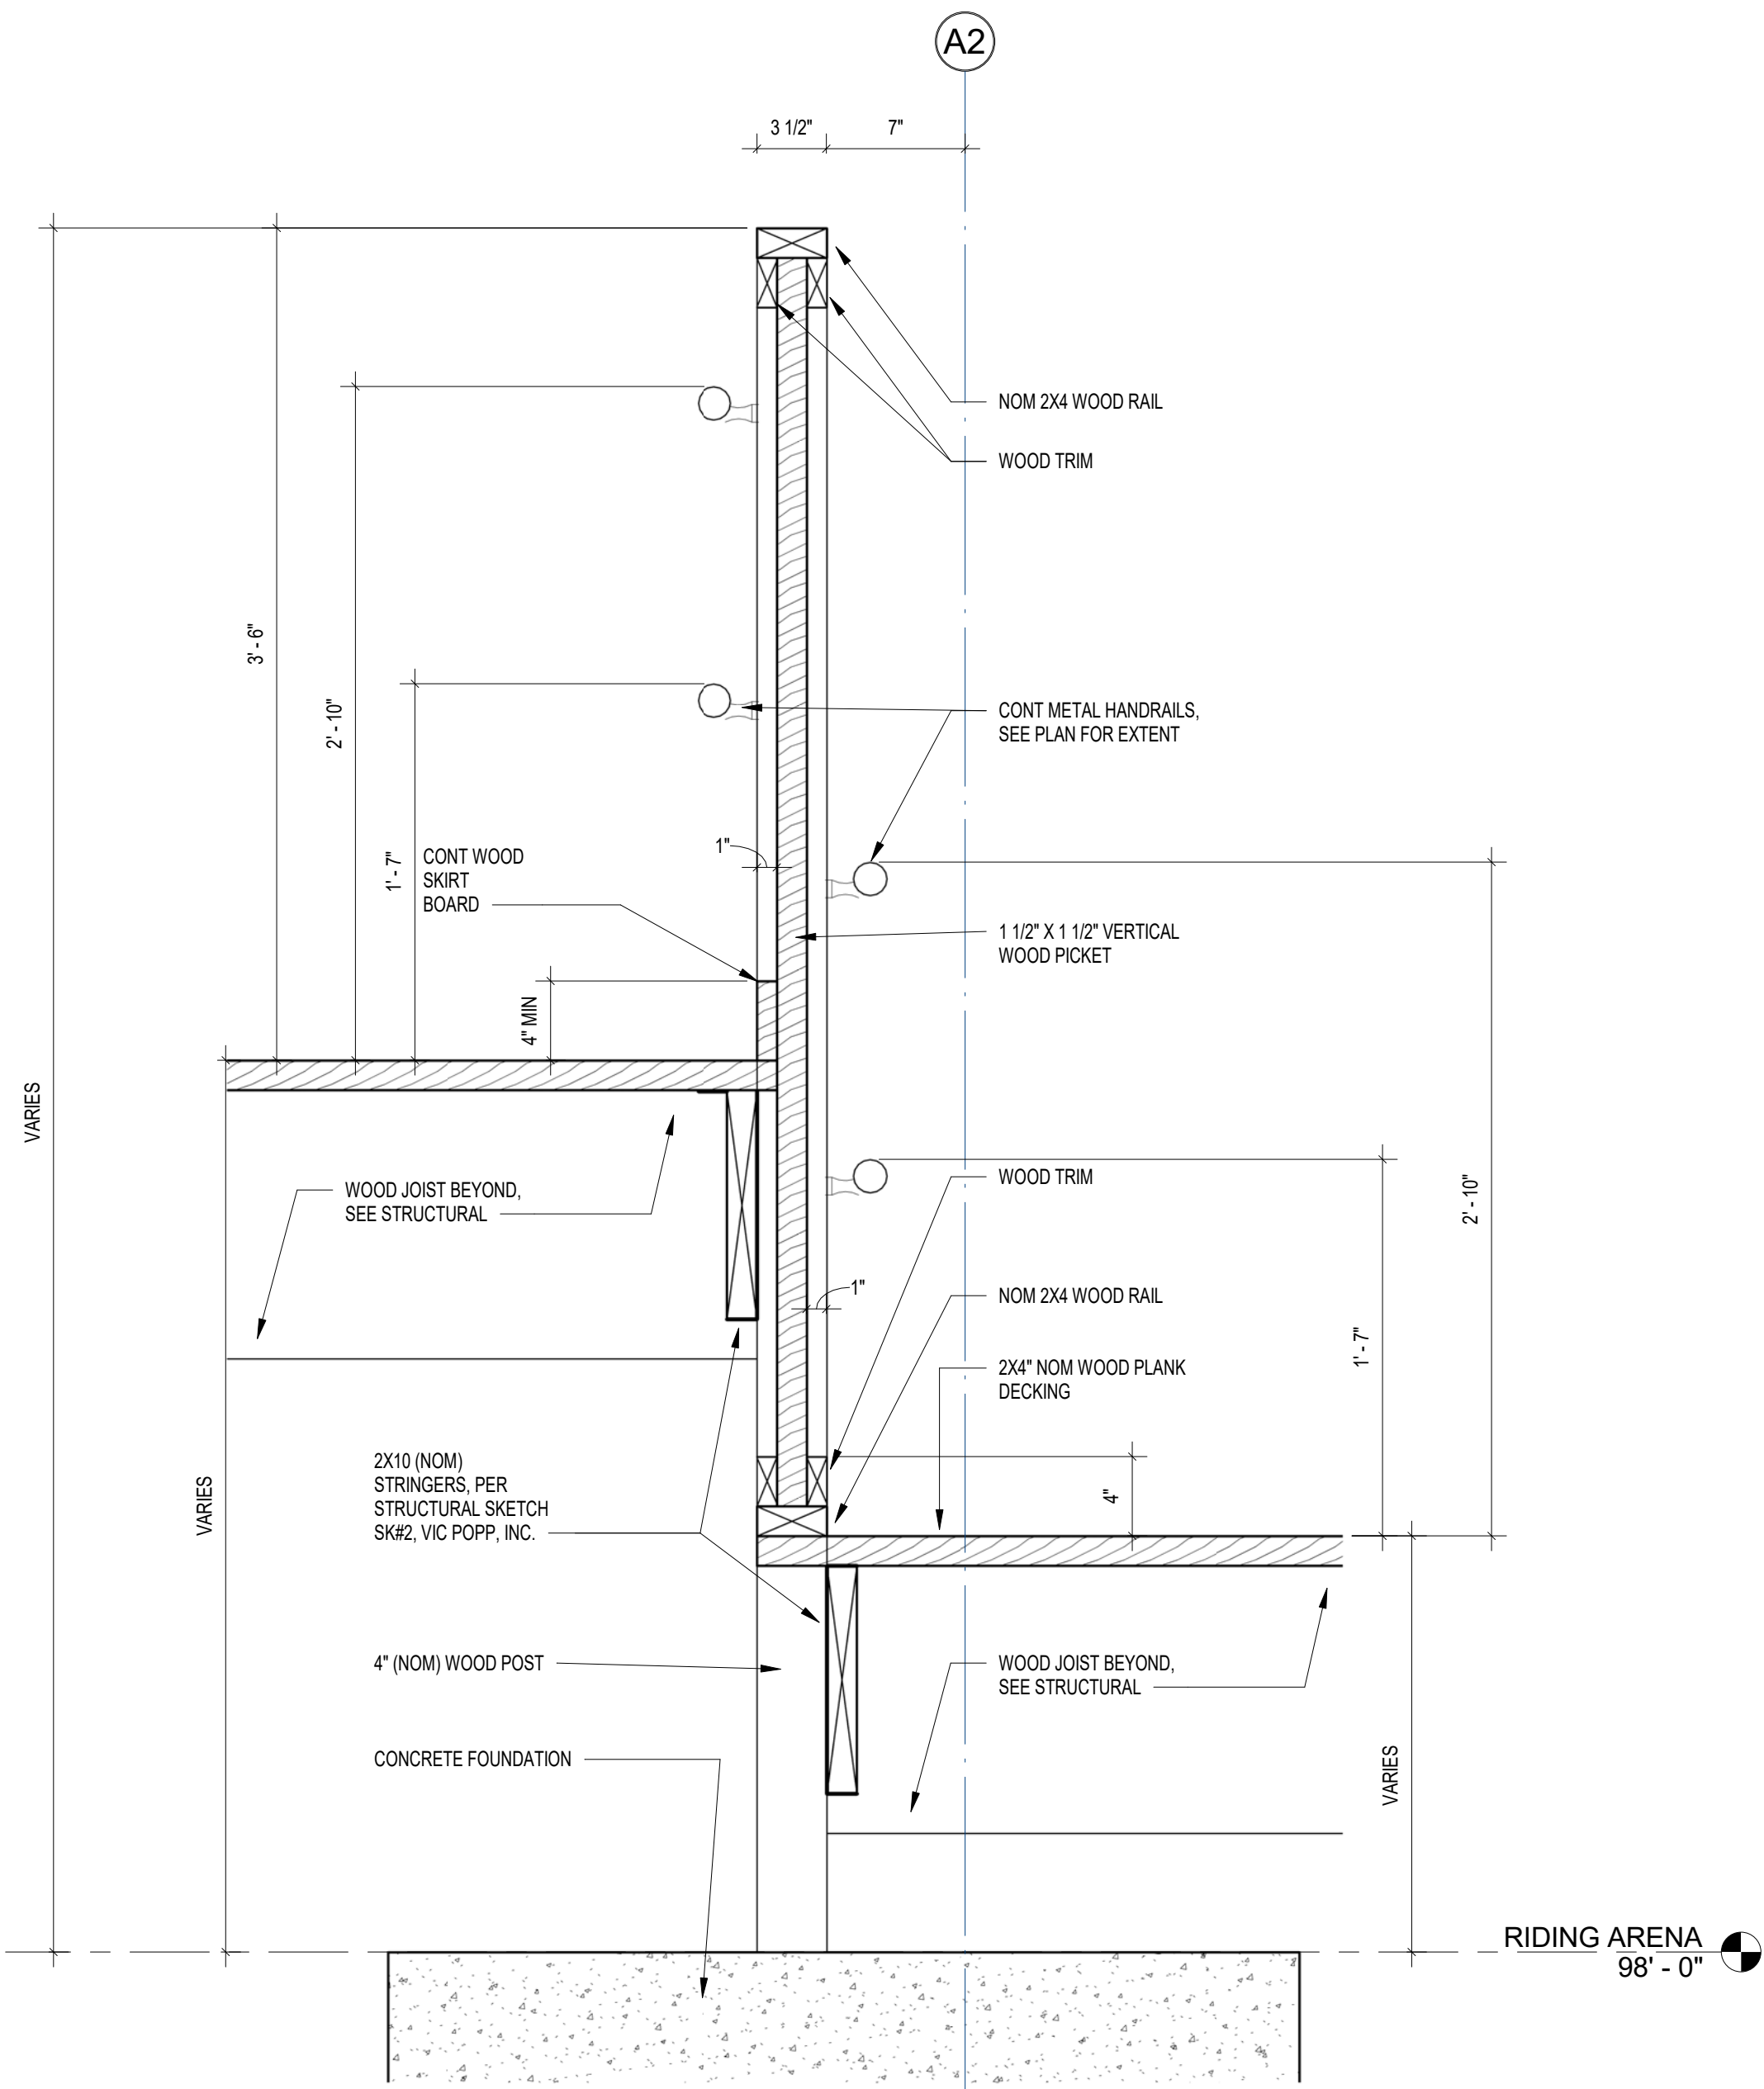 A2
3 1/2"
7"
NOM 2X4 WOOD RAIL
WOOD TRIM
3' - 6"
2' - 10"
CONT METAL HANDRAILS,
SEE PLAN FOR EXTENT
1' - 7"
CONT WOOD
SKIRT
BOARD
1"
1 1/2" X 1 1/2" VERTICAL
WOOD PICKET
4" MIN
VARIES
WOOD JOIST BEYOND,
SEE STRUCTURAL
WOOD TRIM
2' - 10"
1"
NOM 2X4 WOOD RAIL
1' - 7"
2X4" NOM WOOD PLANK
DECKING
2X10 (NOM)
STRINGERS, PER
STRUCTURAL SKETCH
SK#2, VIC POPP, INC.
VARIES
4"
4" (NOM) WOOD POST
WOOD JOIST BEYOND,
SEE STRUCTURAL
CONCRETE FOUNDATION
VARIES
RIDING ARENA
98' - 0"